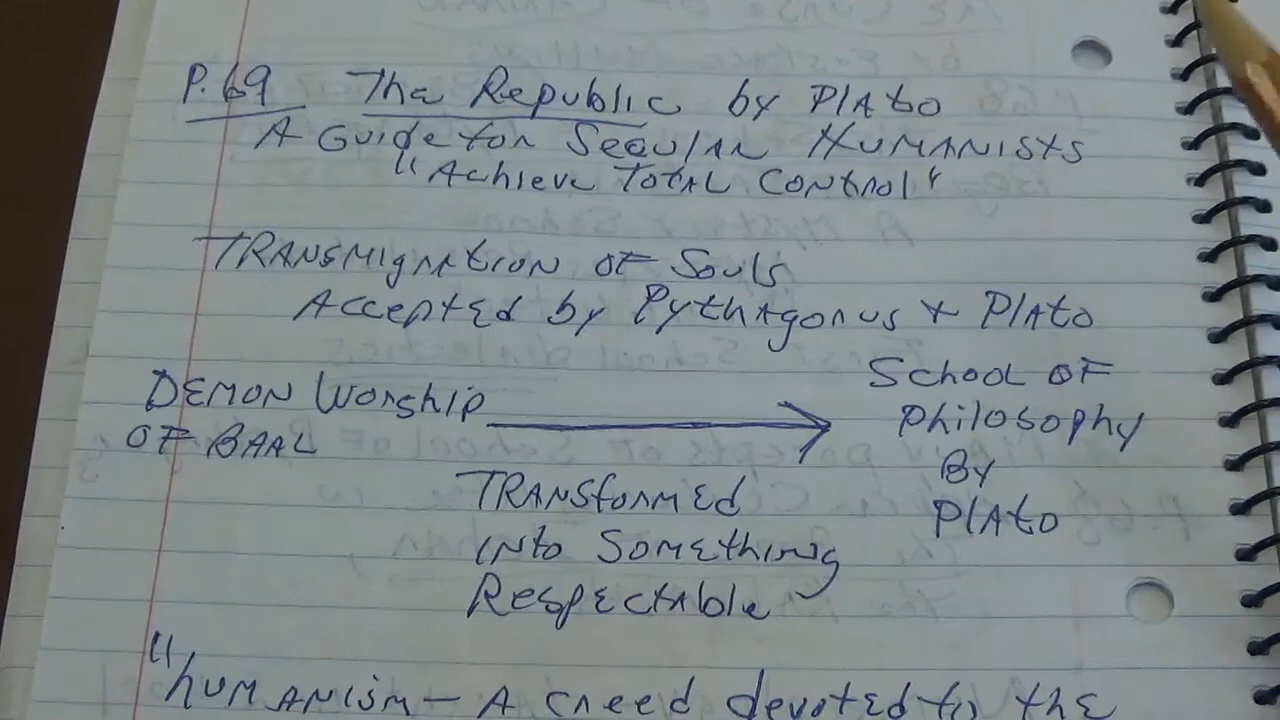 P.69 The Republic by PLAto
A Guide for Secular Humanists
"Achieve Total Control"
Transmigration of Souls
Accepted by Pythagorus + PLAto
Demon Worship
of BAAL
School of
Philosophy
By
PLAto
Transformed
into Something
Respectable
"humanism — A creed devoted to the